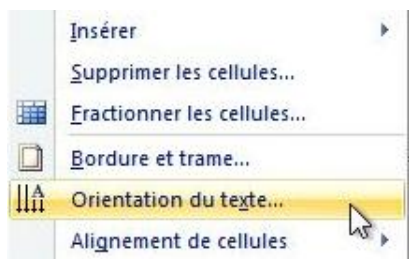 Insérer
Supprimer les cellules...
Fractionner les cellules...
Bordure et trame...
Orientation du texte...
Alignement de cellules